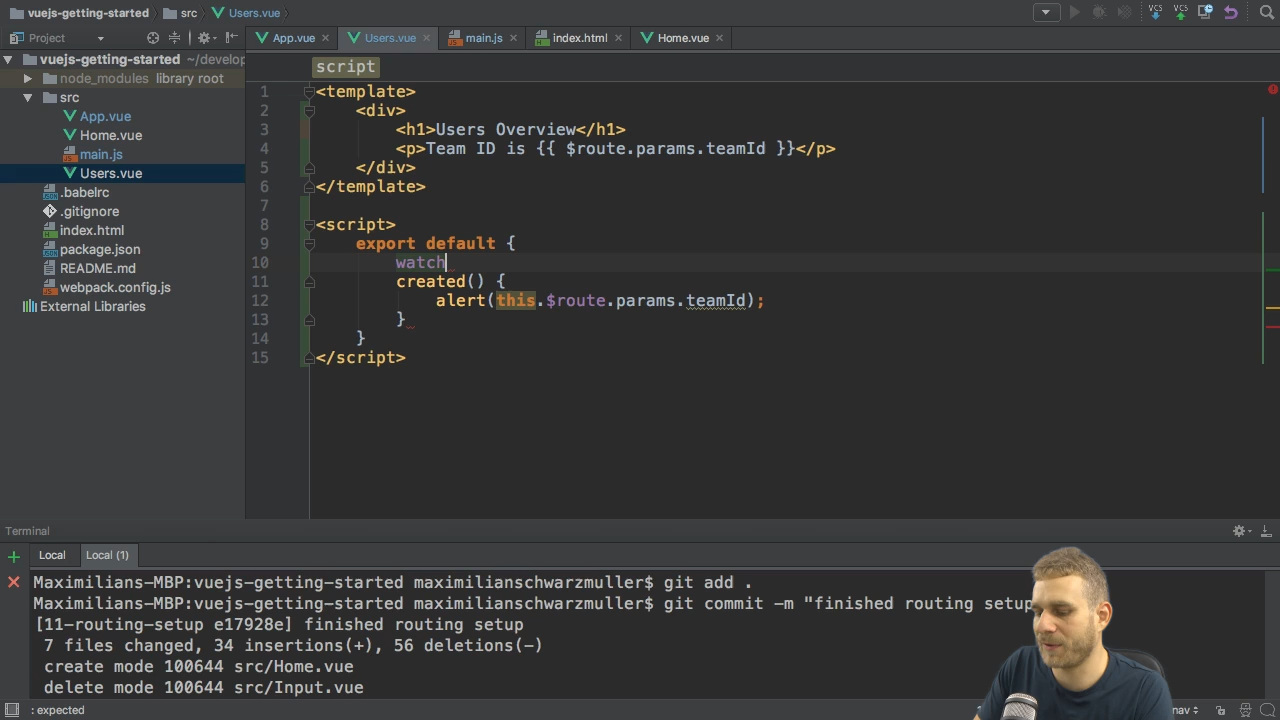 vuejs-getting-started
src
Users.vue
Project
App.vue
Users.vue
main.js
index.html
Home.vue
VCS
VCS
vuejs-getting-started ~/develop
node_modules library root
src
App.vue
Home.vue
main.js
Users.vue
.babelrc
.gitignore
index.html
package.json
README.md
webpack.config.js
External Libraries
script
1 <template>
2 <div>
3 <h1>Users Overview</h1>
4 <p>Team ID is {{ $route.params.teamId }}</p>
5 </div>
6 </template>
7
8 <script>
9 export default {
10 watch
11 created() {
12 alert(this.$route.params.teamId);
13 }
14 }
15 </script>
Terminal
Local
Local (1)
Maximilians-MBP:vuejs-getting-started maximilianschwarzmuller$ git add .
Maximilians-MBP:vuejs-getting-started maximilianschwarzmuller$ git commit -m "finished routing setup
[11-routing-setup e17928e] finished routing setup
7 files changed, 34 insertions(+), 56 deletions(-)
create mode 100644 src/Home.vue
delete mode 100644 src/Input.vue
: expected
nav